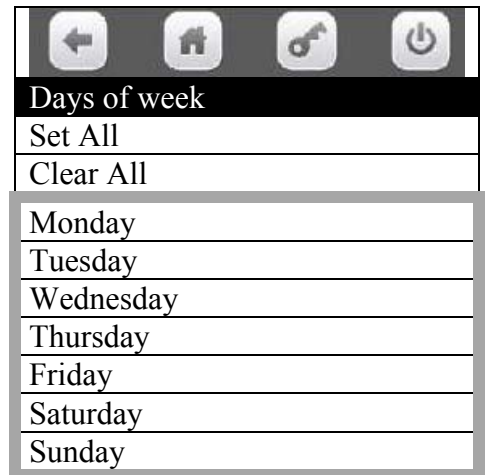 Days of week
Set All
Clear All
Monday
Tuesday
Wednesday
Thursday
Friday
Saturday
Sunday